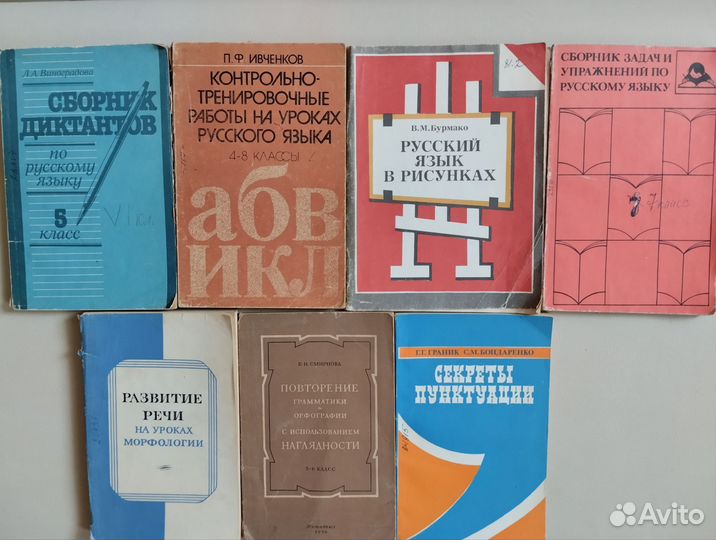 Л.А. Виноградова
СБОРНИК
ДИКТАНТОВ
по
русскому
языку
5
класс
VI кл.
П.Ф. ИВЧЕНКОВ
КОНТРОЛЬНО-
ТРЕНИРОВОЧНЫЕ
РАБОТЫ НА УРОКАХ
РУССКОГО ЯЗЫКА
4-8 КЛАССЫ
абв
икл
В.М.Бурмако
РУССКИЙ
ЯЗЫК
В РИСУНКАХ
СБОРНИК ЗАДАЧ И
УПРАЖНЕНИЙ ПО
РУССКОМУ ЯЗЫКУ
7 класс
РАЗВИТИЕ
РЕЧИ
НА УРОКАХ
МОРФОЛОГИИ
СМИРНОВА
ПОВТОРЕНИЕ
ГРАММАТИКИ
И
ОРФОГРАФИИ
С ИСПОЛЬЗОВАНИЕМ
НАГЛЯДНОСТИ
КЛАСС
Г.Г. ГРАНИК С.М. БОНДАРЕНКО
СЕКРЕТЫ
ПУНКТУАЦИИ
Avito